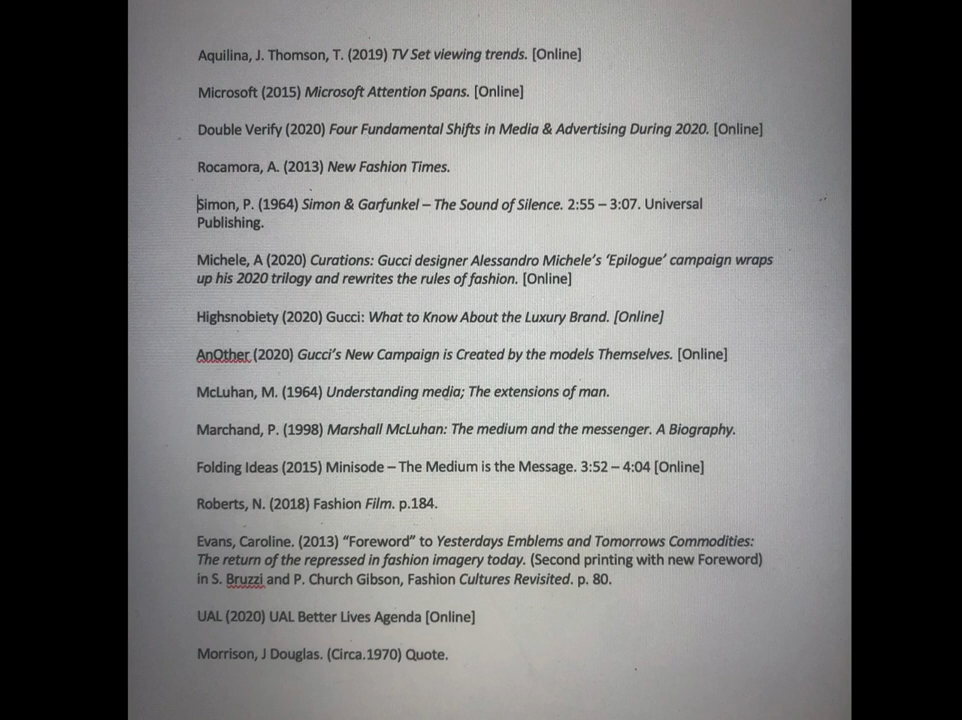 Aquilina, J. Thomson, T. (2019) TV Set viewing trends. [Online]
Microsoft (2015) Microsoft Attention Spans. [Online]
Double Verify (2020) Four Fundamental Shifts in Media & Advertising During 2020. [Online]
Rocamora, A. (2013) New Fashion Times.
Simon, P. (1964) Simon & Garfunkel – The Sound of Silence. 2:55 – 3:07. Universal
Publishing.
Michele, A (2020) Curations: Gucci designer Alessandro Michele's 'Epilogue' campaign wraps
up his 2020 trilogy and rewrites the rules of fashion. [Online]
Highsnobiety (2020) Gucci: What to Know About the Luxury Brand. [Online]
AnOther (2020) Gucci's New Campaign is Created by the models Themselves. [Online]
McLuhan, M. (1964) Understanding media; The extensions of man.
Marchand, P. (1998) Marshall McLuhan: The medium and the messenger. A Biography.
Folding Ideas (2015) Minisode – The Medium is the Message. 3:52 – 4:04 [Online]
Roberts, N. (2018) Fashion Film. p.184.
Evans, Caroline. (2013) “Foreword” to Yesterdays Emblems and Tomorrows Commodities:
The return of the repressed in fashion imagery today. (Second printing with new Foreword)
in S. Bruzzi and P. Church Gibson, Fashion Cultures Revisited. p. 80.
UAL (2020) UAL Better Lives Agenda [Online]
Morrison, J Douglas. (Circa.1970) Quote.